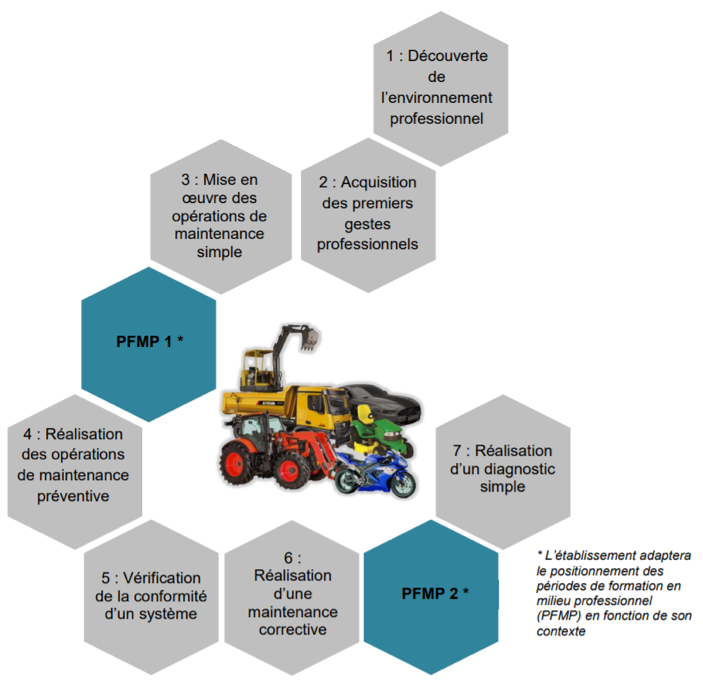 1 : Découverte
de
l'environnement
professionnel
2 : Acquisition
des premiers
gestes
professionnels
3 : Mise en
œuvre des
opérations de
maintenance
simple
PFMP 1 *
4 : Réalisation
des opérations
de maintenance
préventive
5 : Vérification
de la conformité
d'un système
6 :
Réalisation
d'une
maintenance
corrective
PFMP 2 *
7 : Réalisation
d'un diagnostic
simple
* L'établissement adaptera
le positionnement des
périodes de formation en
milieu professionnel
(PFMP) en fonction de son
contexte